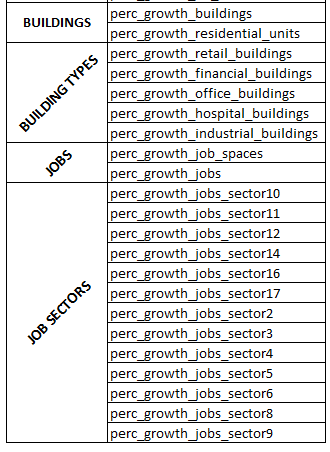 BUILDINGS
perc_growth_buildings
perc_growth_residential_units
BUILDING TYPES
perc_growth_retail_buildings
perc_growth_financial_buildings
perc_growth_office_buildings
perc_growth_hospital_buildings
perc_growth_industrial_buildings
JOBS
perc_growth_job_spaces
perc_growth_jobs
JOB SECTORS
perc_growth_jobs_sector10
perc_growth_jobs_sector11
perc_growth_jobs_sector12
perc_growth_jobs_sector14
perc_growth_jobs_sector16
perc_growth_jobs_sector17
perc_growth_jobs_sector2
perc_growth_jobs_sector3
perc_growth_jobs_sector4
perc_growth_jobs_sector5
perc_growth_jobs_sector6
perc_growth_jobs_sector8
perc_growth_jobs_sector9